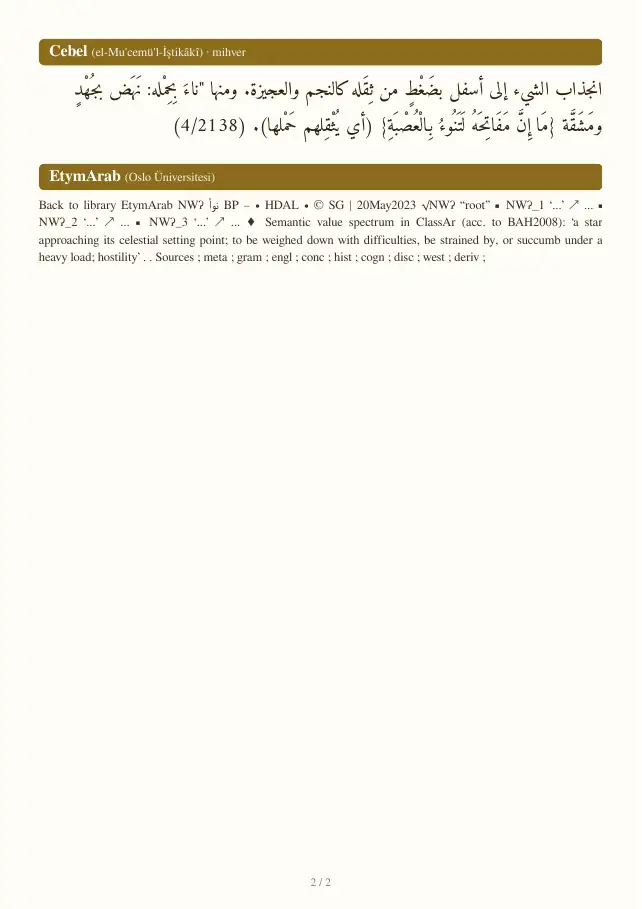 Cebel (el-Mu'cemü'l-İştikâkî) · mihver
انجذاب الشيء إلى أسفل بضَغْطٍ من ثِقَله كالنجم والعجيزة. ومنها "ناءَ بِحِمْله: نَهَض بجُهْدٍ
ومَشَقَّة {مَا إِنَّ مَفَاتِحَهُ لَتَنُوءُ بِالْعُصْبَةِ} (أي يُثْقِلهم حَمْلها). (4/2138)
EtymArab (Oslo Üniversitesi)
Back to library EtymArab NWʔ نوأ BP – • HDAL • © SG | 20May2023 √NWʔ “root” ▪ NWʔ_1 ‘...’ ↗ ... ▪
NWʔ_2 ‘...’ ↗ ... ▪ NWʔ_3 ‘...’ ↗ ... ♦ Semantic value spectrum in ClassAr (acc. to BAH2008): ‘a star
approaching its celestial setting point; to be weighed down with difficulties, be strained by, or succumb under a
heavy load; hostility’ . . Sources ; meta ; gram ; engl ; conc ; hist ; cogn ; disc ; west ; deriv ;
2 / 2